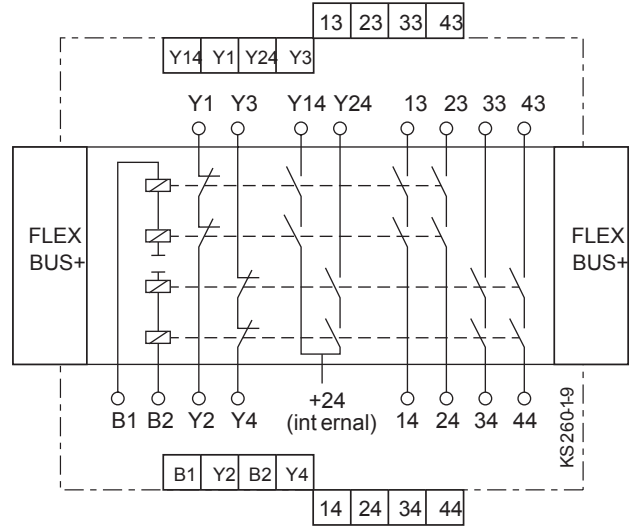 13 23 33 43
Y14 Y1 Y24 Y3
Y1 Y3 Y14 Y24 13 23 33 43
FLEX
BUS+
FLEX
BUS+
B1 B2 Y2 Y4 +24 14 24 34 44
(int ernal)
KS260-1-9
B1 Y2 B2 Y4
14 24 34 44